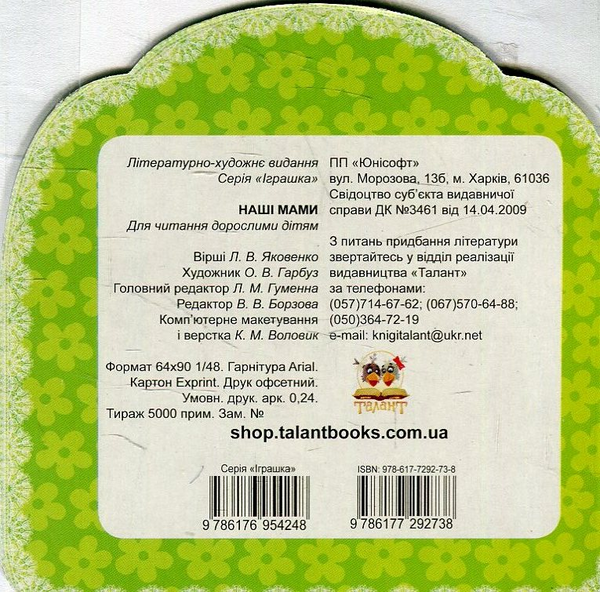 Літературно-художнє видання
Серія «Іграшка»
НАШІ МАМИ
Для читання дорослими дітям
Вірші Л. В. Яковенко
Художник О. В. Гарбуз
Головний редактор Л. М. Гуменна
Редактор В. В. Борзова
Комп'ютерне макетування
і верстка К. М. Воловик
Формат 64х90 1/48. Гарнітура Arial.
Картон Exprint. Друк офсетний.
Умовн. друк. арк. 0,24.
Тираж 5000 прим. Зам. №
ПП «Юнісофт»
вул. Морозова, 13б, м. Харків, 61036
Свідоцтво суб'єкта видавничої
справи ДК №3461 від 14.04.2009
З питань придбання літератури
звертайтесь у відділ реалізації
видавництва «Талант»
за телефонами:
(057)714-67-62; (067)570-64-88;
(050)364-72-19
e-mail: knigitalant@ukr.net
Талант
shop.talantbooks.com.ua
Серія «Іграшка»
9 786176 954248
ISBN: 978-617-7292-73-8
9 786177 292738